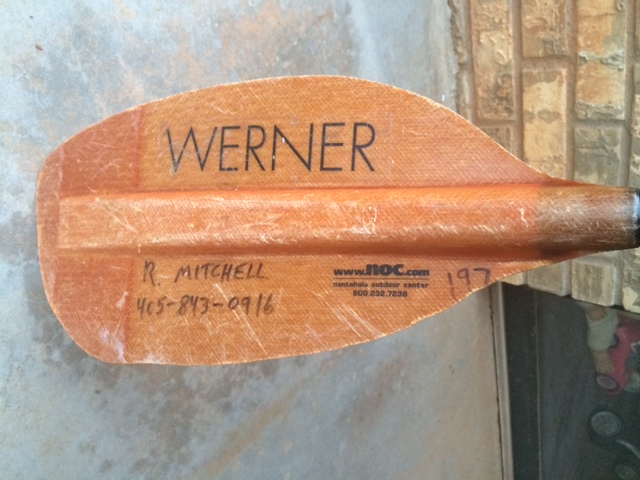 WERNER
R. MITCHELL
405-843-0916
www.noc.com
nantahala outdoor center
800.232.7238
197